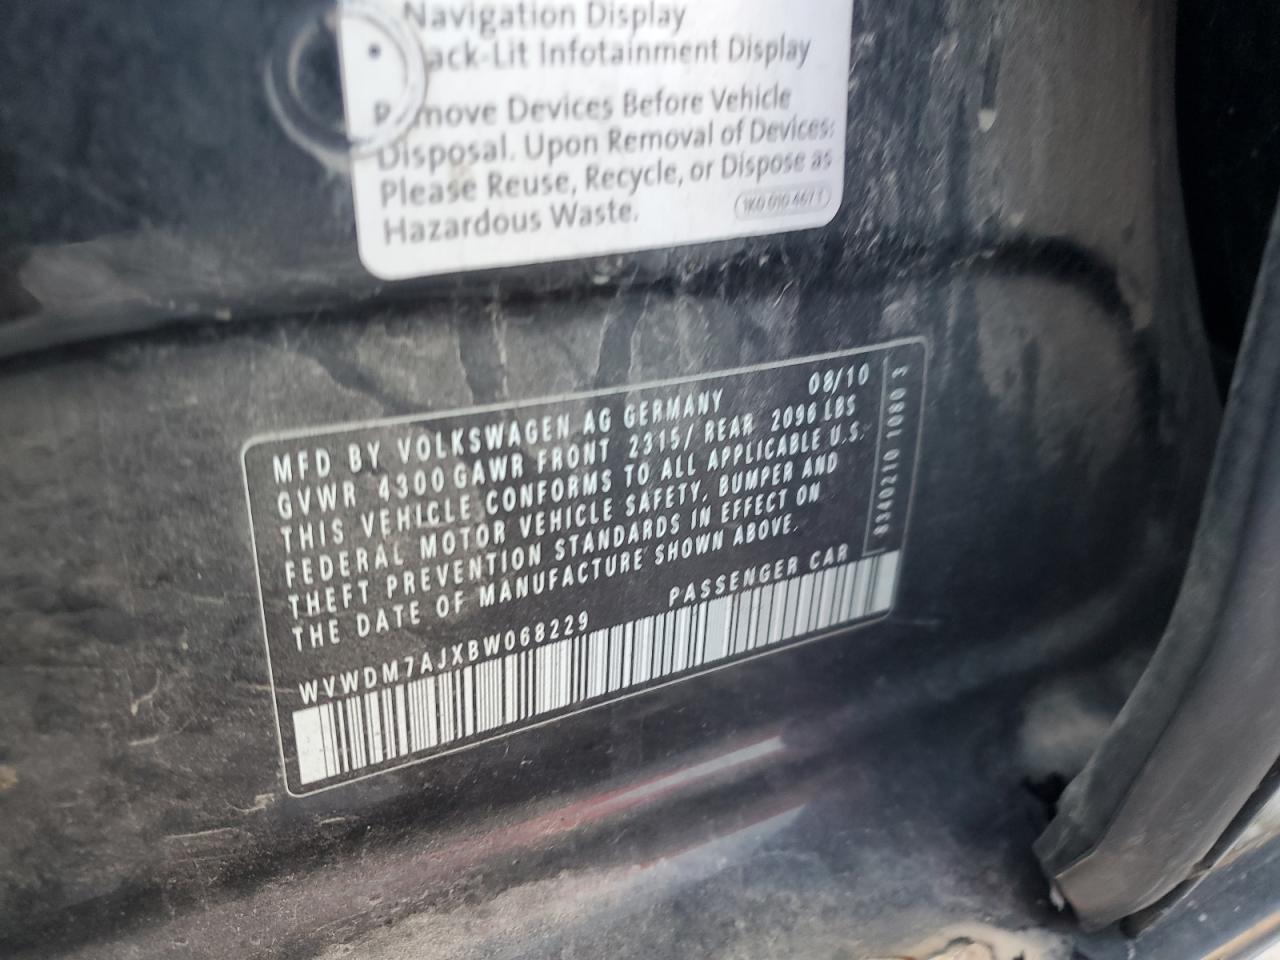 Navigation Display
ack-Lit Infotainment Display
Remove Devices Before Vehicle
Disposal. Upon Removal of Devices:
Please Reuse, Recycle, or Dispose as
Hazardous Waste.
MFD BY VOLKSWAGEN AG GERMANY 08/10
GVWR 4300 GAWR FRONT 2315/ REAR 2096 LBS
THIS VEHICLE CONFORMS TO ALL APPLICABLE U.S.
FEDERAL MOTOR VEHICLE SAFETY, BUMPER AND
THEFT PREVENTION STANDARDS IN EFFECT ON
THE DATE OF MANUFACTURE SHOWN ABOVE.
PASSENGER CAR
WVWDM7AJXBW068229